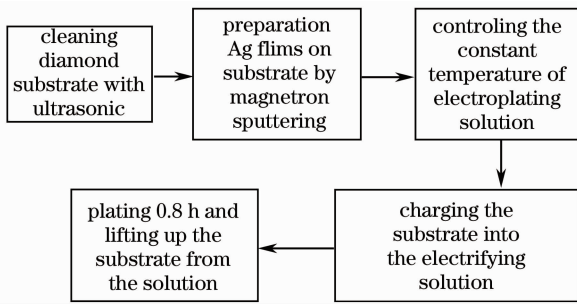 cleaning
diamond
substrate with
ultrasonic
preparation
Ag flims on
substrate by
magnetron
sputtering
controling the
constant
temperature of
electroplating
solution
charging the
substrate into
the electrifying
solution
plating 0.8 h and
lifting up the
substrate from
the solution